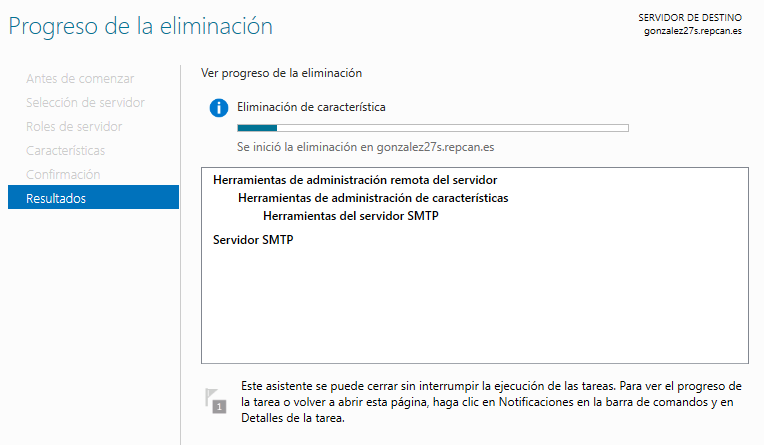 Progreso de la eliminación
SERVIDOR DE DESTINO
gonzalez27s.repcan.es
Antes de comenzar
Selección de servidor
Roles de servidor
Características
Confirmación
Resultados
Ver progreso de la eliminación
Eliminación de característica
Se inició la eliminación en gonzalez27s.repcan.es
Herramientas de administración remota del servidor
Herramientas de administración de características
Herramientas del servidor SMTP
Servidor SMTP
1
Este asistente se puede cerrar sin interrumpir la ejecución de las tareas. Para ver el progreso de
la tarea o volver a abrir esta página, haga clic en Notificaciones en la barra de comandos y en
Detalles de la tarea.